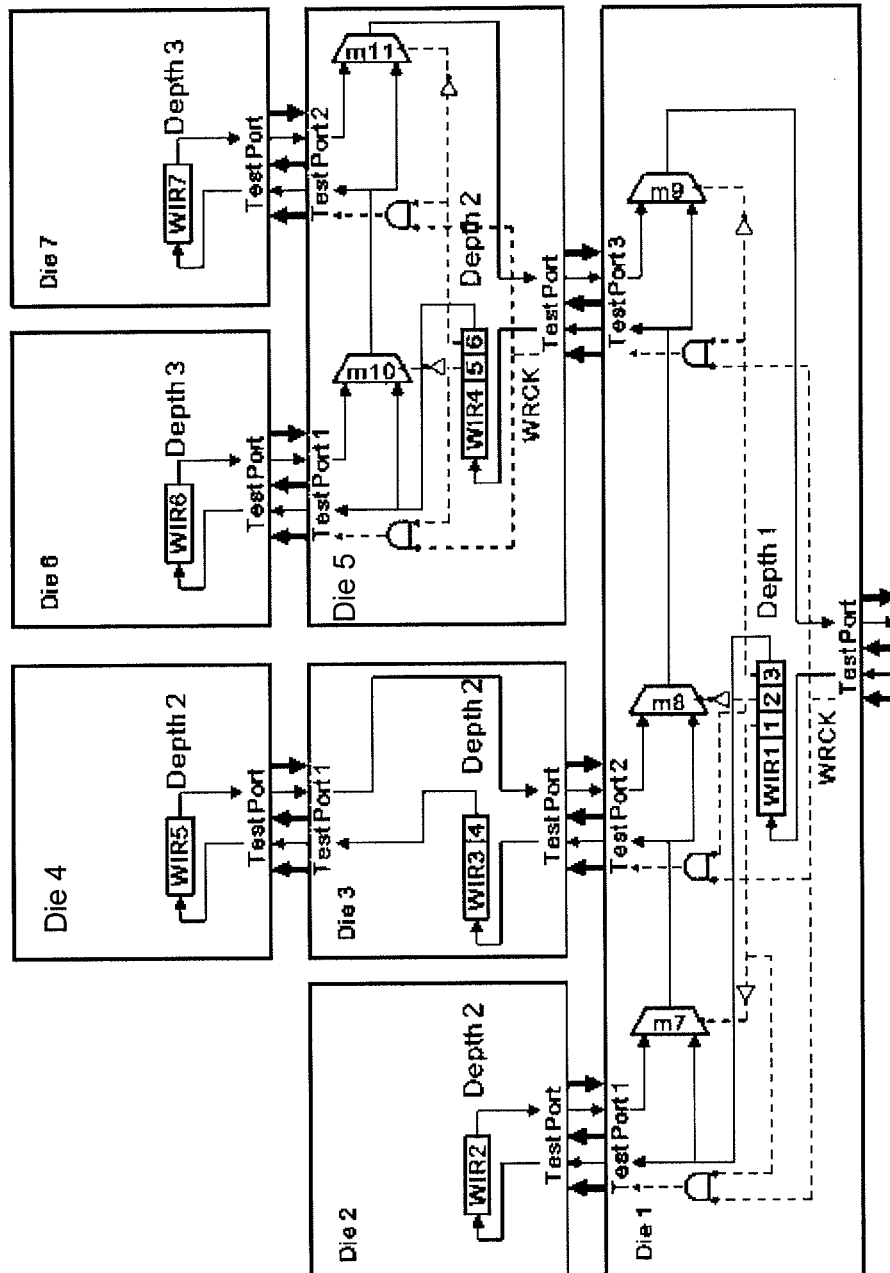 Die 7
WIR7
Depth 3
Test Port
Die 6
WIR6
Depth 3
Test Port
Die 4
WIR5
Depth 2
Test Port
Test Port 2
m11
Depth 2
Test Port 1
m10
Die 5
WIR4 5 6
WRCK
Test Port
Test Port 1
Die 3
WIR3 4
Depth 2
Test Port
Die 2
WIR2
Depth 2
Test Port
Test Port 3
m9
Test Port 2
m8
Test Port 1
m7
Die 1
WIR1 1 2 3
Depth 1
WRCK
Test Port